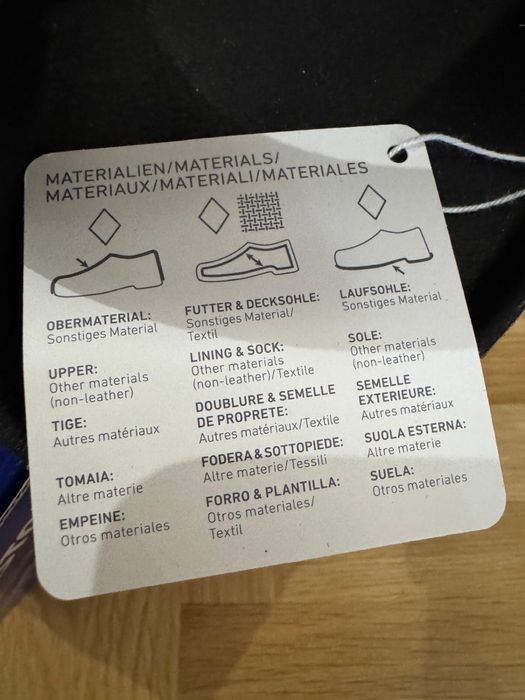 MATERIALIEN/MATERIALS/
MATERIAUX/MATERIALI/MATERIALES
OBERMATERIAL:
Sonstiges Material
UPPER:
Other materials
(non-leather)
TIGE:
Autres matériaux
TOMAIA:
Altre materie
EMPEINE:
Otros materiales
FUTTER & DECKSOHLE:
Sonstiges Material/
Textil
LINING & SOCK:
Other materials
(non-leather)/Textile
DOUBLURE & SEMELLE
DE PROPRETE:
Autres matériaux/Textile
FODERA & SOTTOPIEDE:
Altre materie/Tessili
FORRO & PLANTILLA:
Otros materiales/
Textil
LAUFSOHLE:
Sonstiges Material
SOLE:
Other materials
(non-leather)
SEMELLE
EXTERIEURE:
Autres matériaux
SUOLA ESTERNA:
Altre materie
SUELA:
Otros materiales